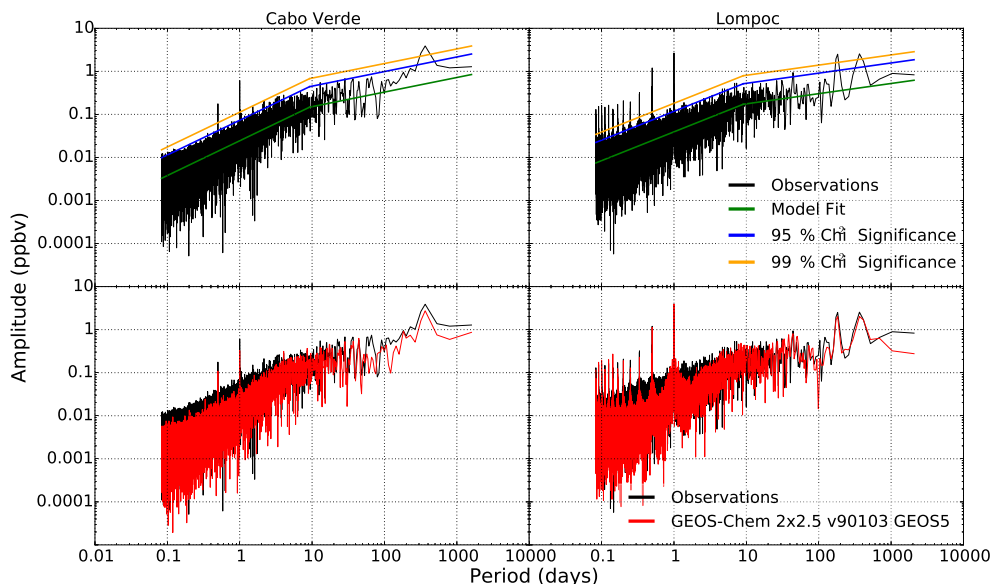 Cabo Verde
Lompoc
10
1
0.1
0.01
0.001
0.0001
Observations
Model Fit
95 % Chi² Significance
99 % Chi² Significance
Amplitude (ppbv)
10
1
0.1
0.01
0.001
0.0001
Observations
GEOS-Chem 2x2.5 v90103 GEOS5
0.01 0.1 1 10 100 1000 10000 0.1 1 10 100 1000 10000
Period (days)